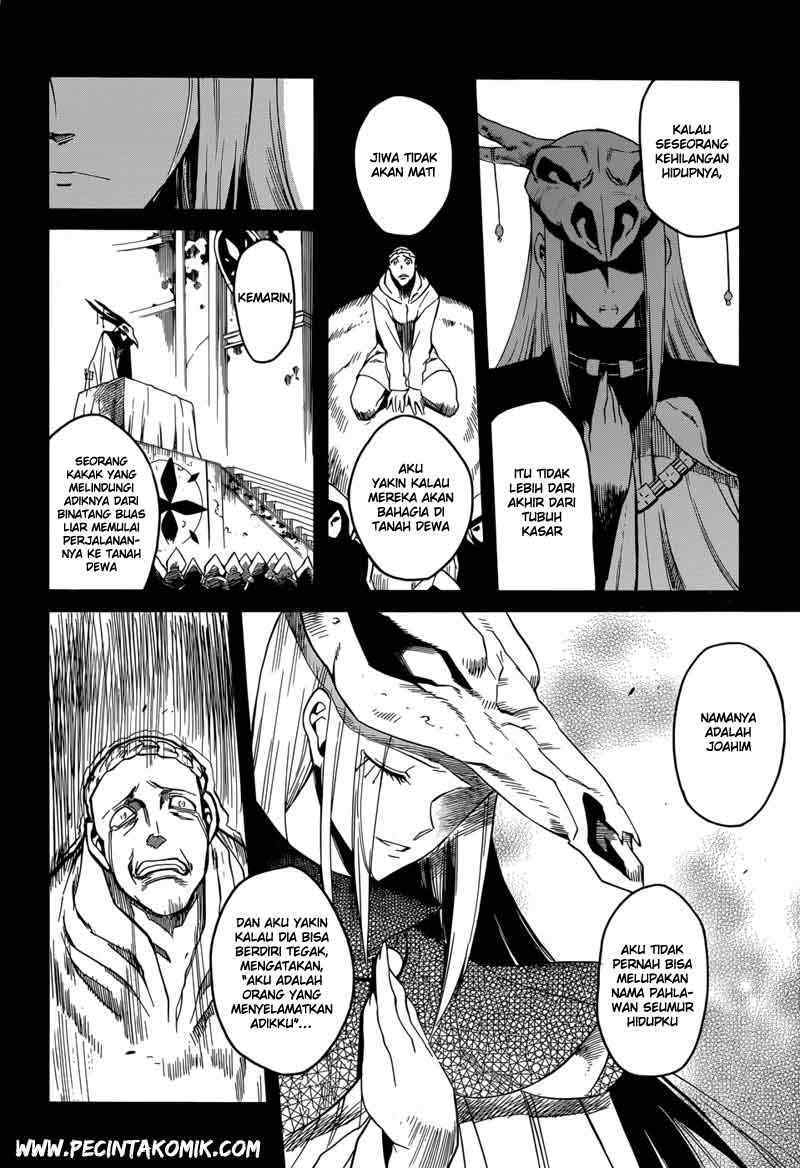 KALAU
SESEORANG
KEHILANGAN
HIDUPNYA,
ITU TIDAK
LEBIH DARI
AKHIR DARI
TUBUH
KASAR
JIWA TIDAK
AKAN MATI
AKU
YAKIN KALAU
MEREKA AKAN
BAHAGIA DI
TANAH DEWA
KEMARIN,
SEORANG
KAKAK YANG
MELINDUNGI
ADIKNYA DARI
BINATANG BUAS
LIAR MEMULAI
PERJALANAN-
NYA KE TANAH
DEWA
NAMANYA
ADALAH
JOAHIM
AKU TIDAK
PERNAH BISA
MELUPAKAN
NAMA PAHLA-
WAN SEUMUR
HIDUPKU
DAN AKU YAKIN
KALAU DIA BISA
BERDIRI TEGAK,
MENGATAKAN,
"AKU ADALAH
ORANG YANG
MENYELAMATKAN
ADIKKU"...
WWW.PECINTAKOMIK.COM